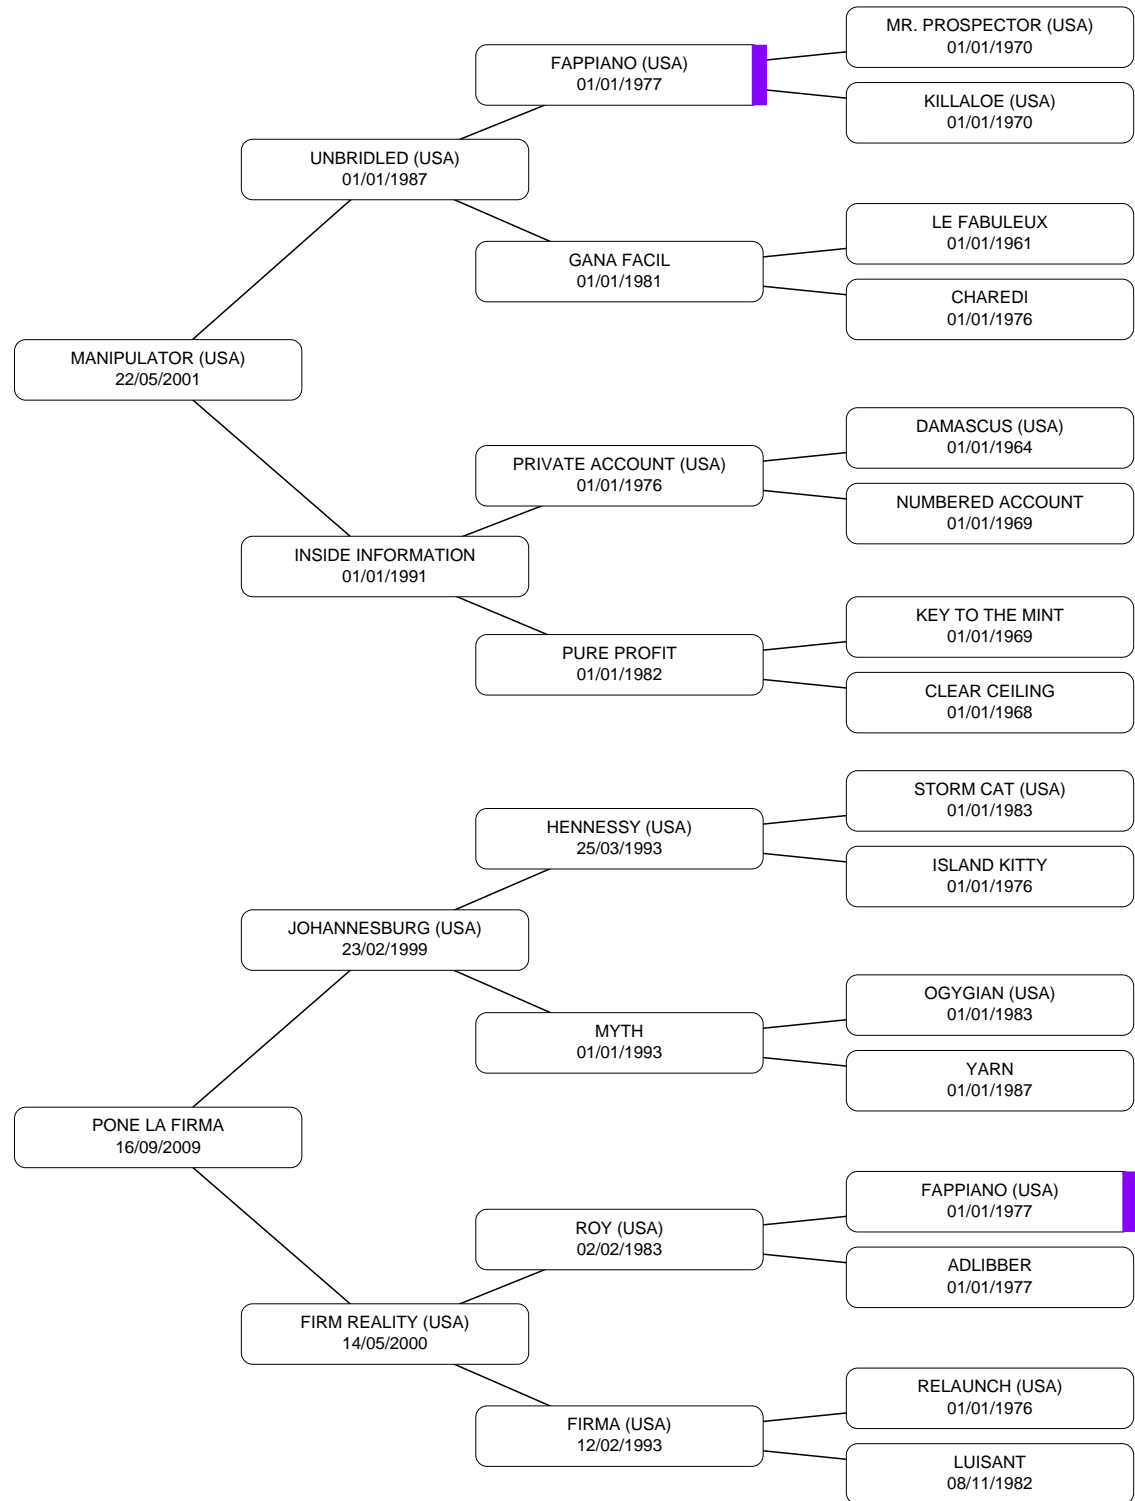 MR. PROSPECTOR (USA)
01/01/1970
FAPPIANO (USA)
01/01/1977
KILLALOE (USA)
01/01/1970
UNBRIDLED (USA)
01/01/1987
LE FABULEUX
01/01/1961
GANA FACIL
01/01/1981
CHAREDI
01/01/1976
MANIPULATOR (USA)
22/05/2001
DAMASCUS (USA)
01/01/1964
PRIVATE ACCOUNT (USA)
01/01/1976
NUMBERED ACCOUNT
01/01/1969
INSIDE INFORMATION
01/01/1991
KEY TO THE MINT
01/01/1969
PURE PROFIT
01/01/1982
CLEAR CEILING
01/01/1968
STORM CAT (USA)
01/01/1983
HENNESSY (USA)
25/03/1993
ISLAND KITTY
01/01/1976
JOHANNESBURG (USA)
23/02/1999
OGYGIAN (USA)
01/01/1983
MYTH
01/01/1993
YARN
01/01/1987
PONE LA FIRMA
16/09/2009
FAPPIANO (USA)
01/01/1977
ROY (USA)
02/02/1983
ADLIBBER
01/01/1977
FIRM REALITY (USA)
14/05/2000
RELAUNCH (USA)
01/01/1976
FIRMA (USA)
12/02/1993
LUISANT
08/11/1982